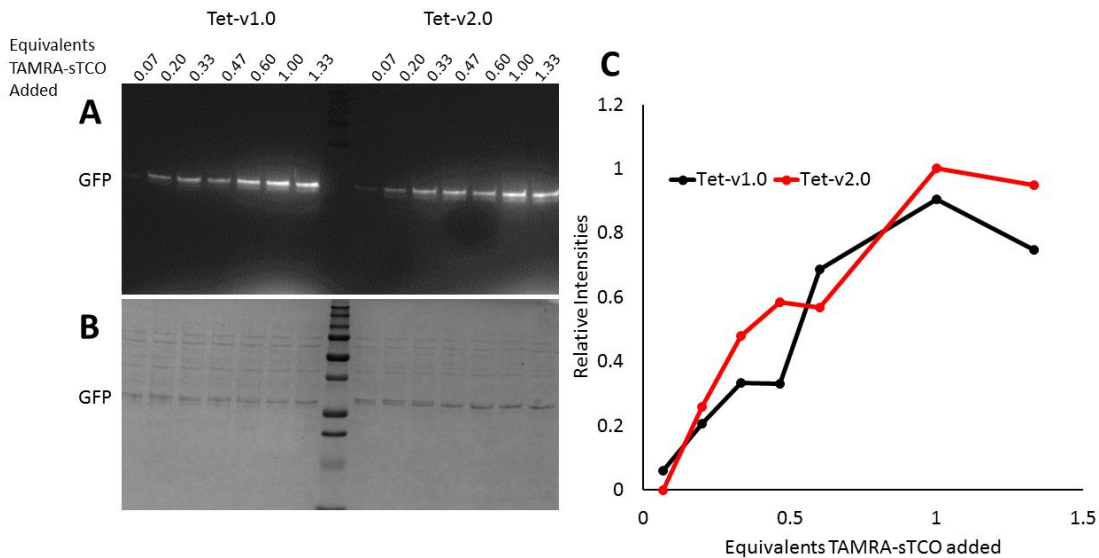 Tet-v1.0 Tet-v2.0
Equivalents
TAMRA-sTCO
Added
0.07 0.20 0.33 0.47 0.60 1.00 1.33 0.07 0.20 0.33 0.47 0.60 1.00 1.33
A
GFP
B
GFP
C
1.2
1
0.8
0.6
0.4
0.2
0
Relative Intensities
Tet-v1.0 Tet-v2.0
0 0.5 1 1.5
Equivalents TAMRA-sTCO added